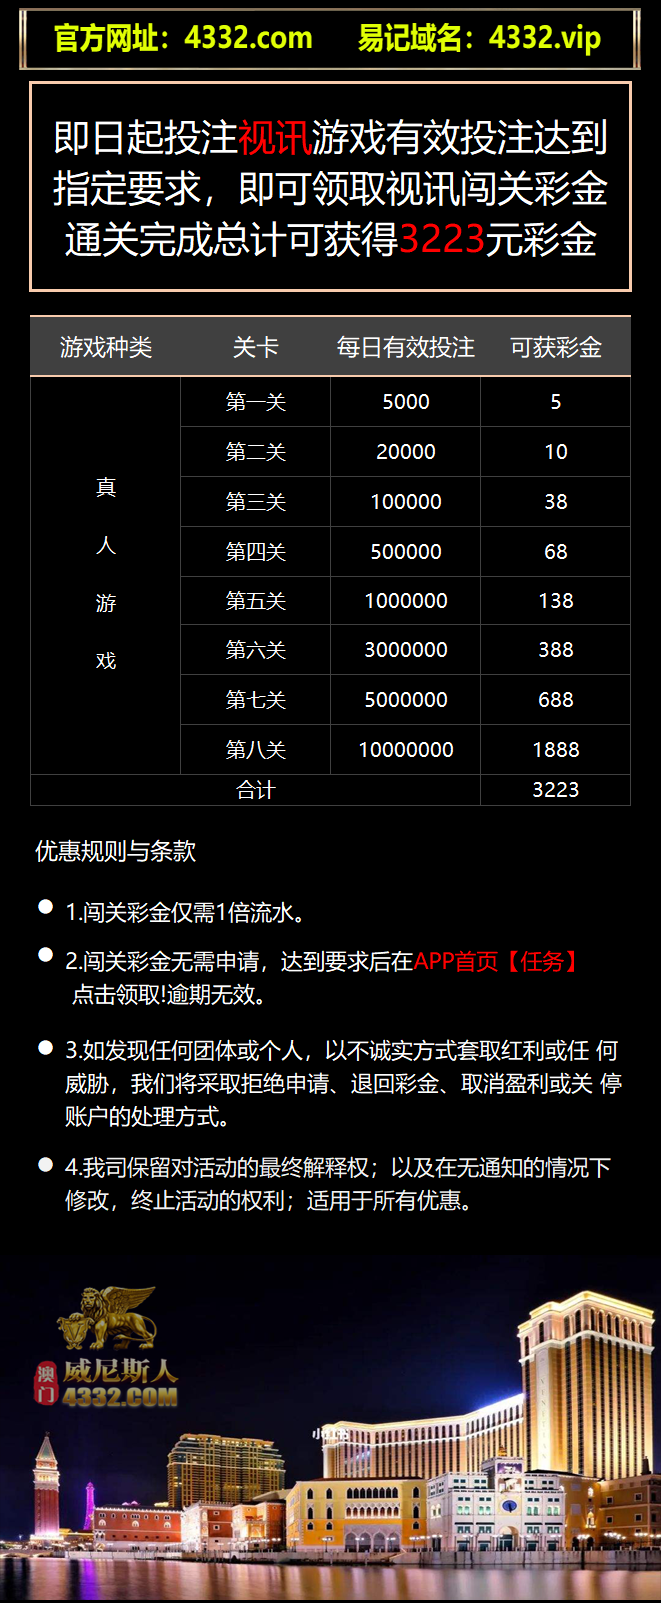 官方网址：4332.com 易记域名：4332.vip
即日起投注视讯游戏有效投注达到
指定要求，即可领取视讯闯关彩金
通关完成总计可获得3223元彩金
游戏种类 关卡 每日有效投注 可获彩金
真人游戏
第一关 5000 5
第二关 20000 10
第三关 100000 38
第四关 500000 68
第五关 1000000 138
第六关 3000000 388
第七关 5000000 688
第八关 10000000 1888
合计 3223
优惠规则与条款
1.闯关彩金仅需1倍流水。
2.闯关彩金无需申请，达到要求后在APP首页【任务】
点击领取!逾期无效。
3.如发现任何团体或个人，以不诚实方式套取红利或任 何
威胁，我们将采取拒绝申请、退回彩金、取消盈利或关 停
账户的处理方式。
4.我司保留对活动的最终解释权；以及在无通知的情况下
修改，终止活动的权利；适用于所有优惠。
澳门 威尼斯人
4332.COM